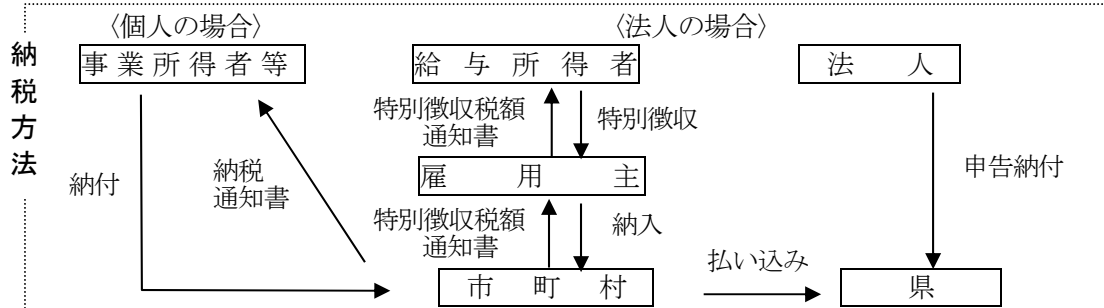 納税方法
〈個人の場合〉
〈法人の場合〉
事業所得者等
給与所得者
法人
特別徴収税額
通知書
特別徴収
雇用主
申告納付
納付
納税
通知書
特別徴収税額
通知書
納入
払い込み
市町村
県